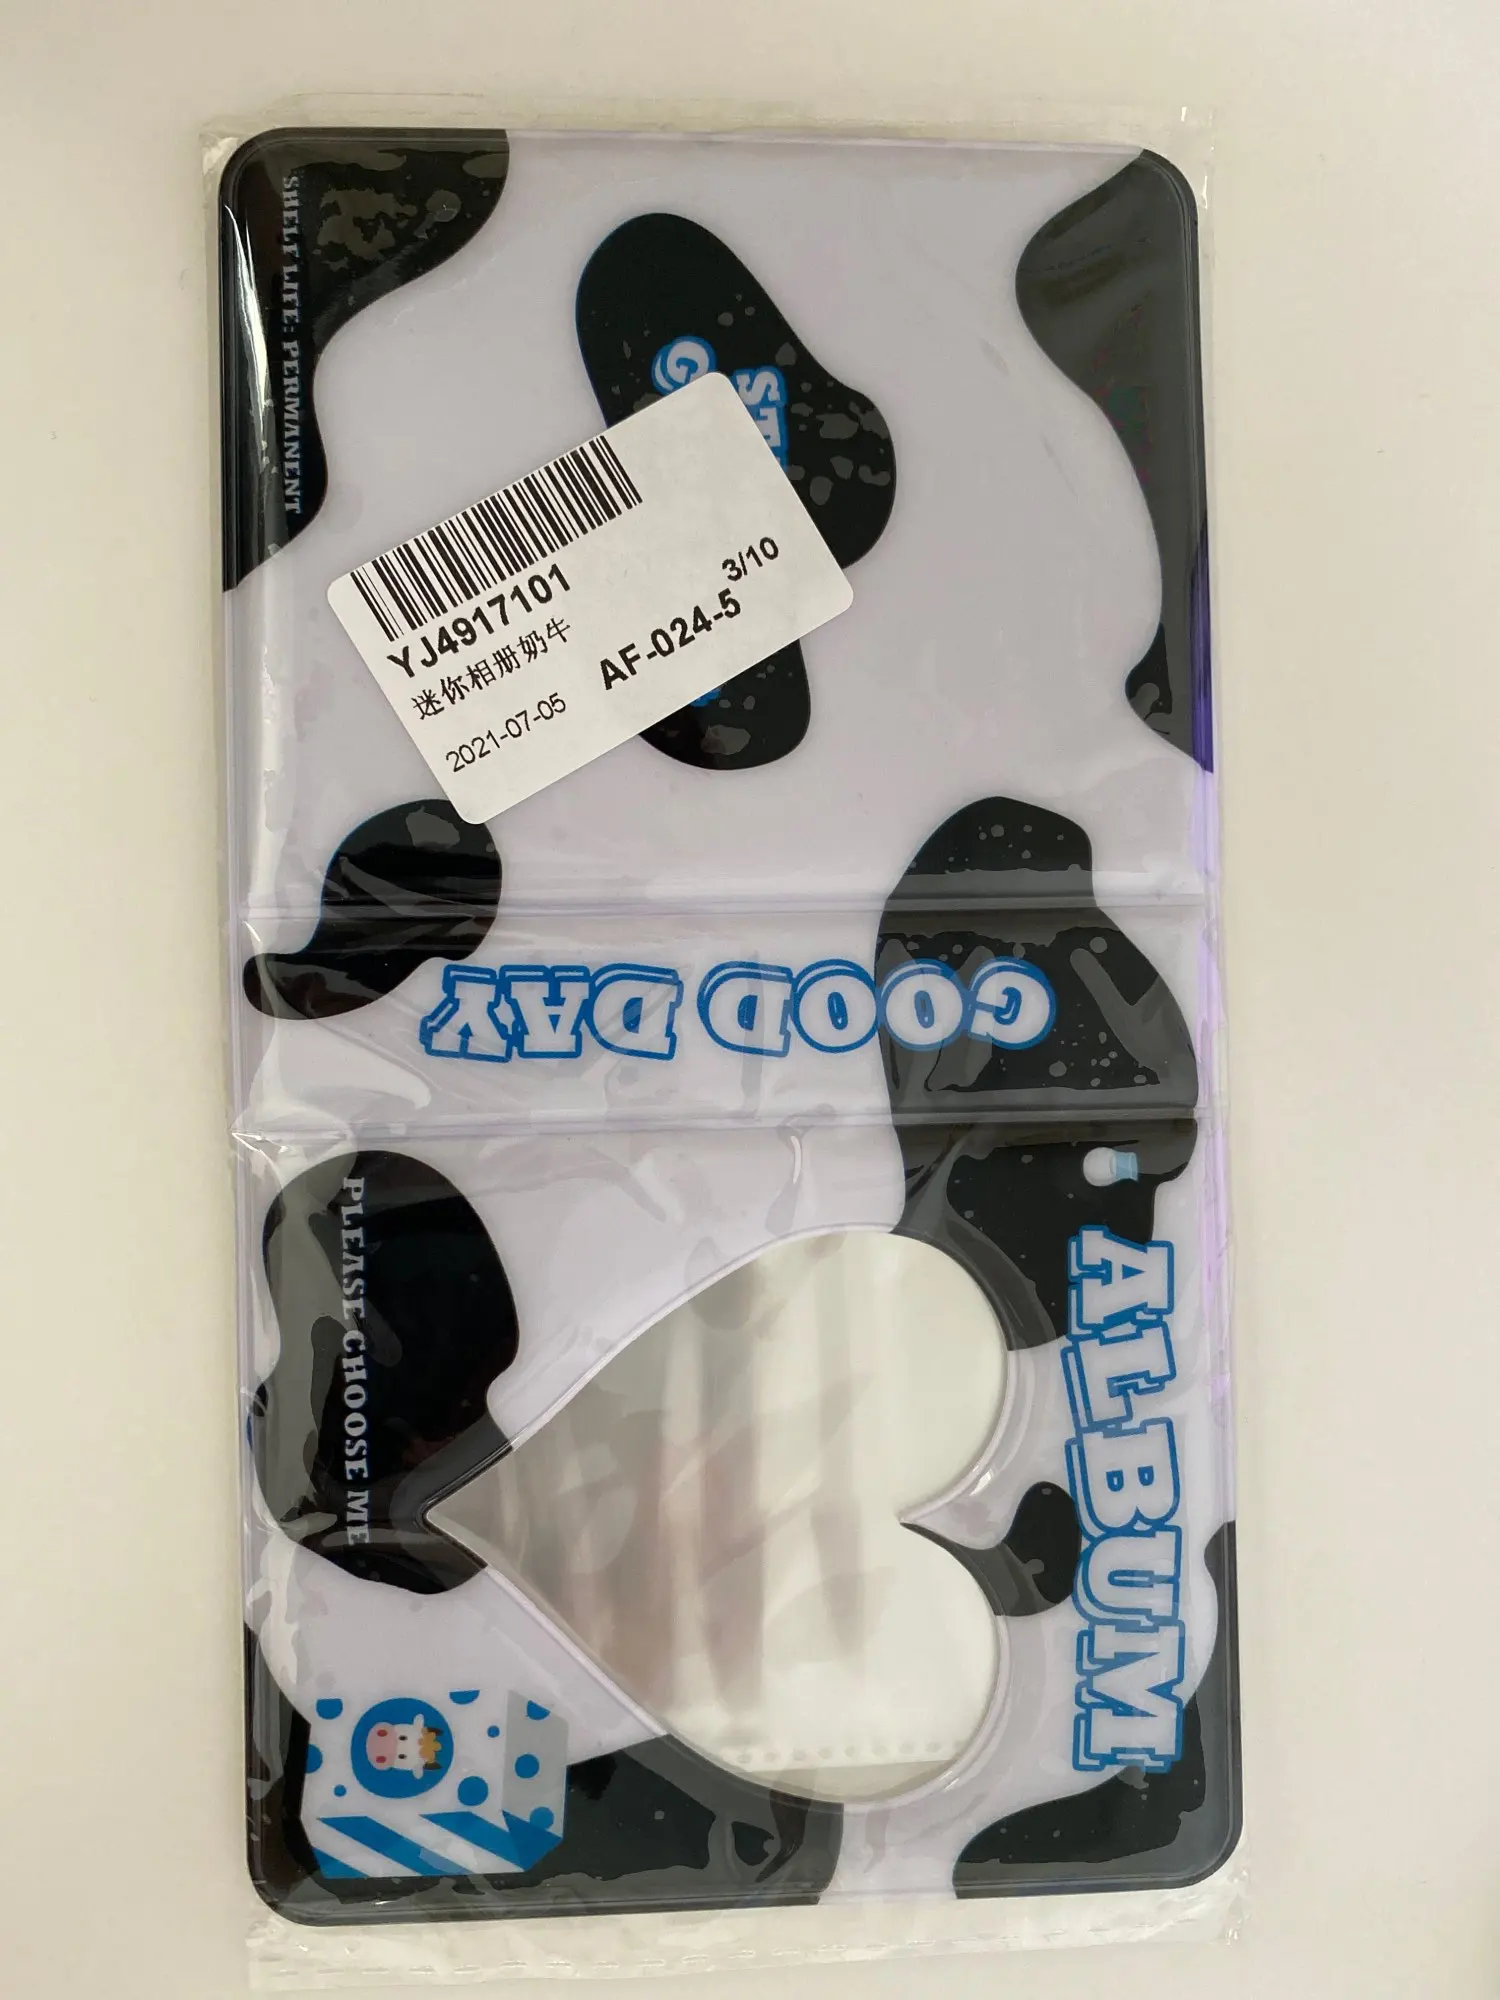 SHELF LIFE: PERMANENT
YJ4917101
迷你相册奶牛
3/10
AF-024-5
2021-07-05
GOOD DAY
PLEASE CHOOSE ME
ALBUM